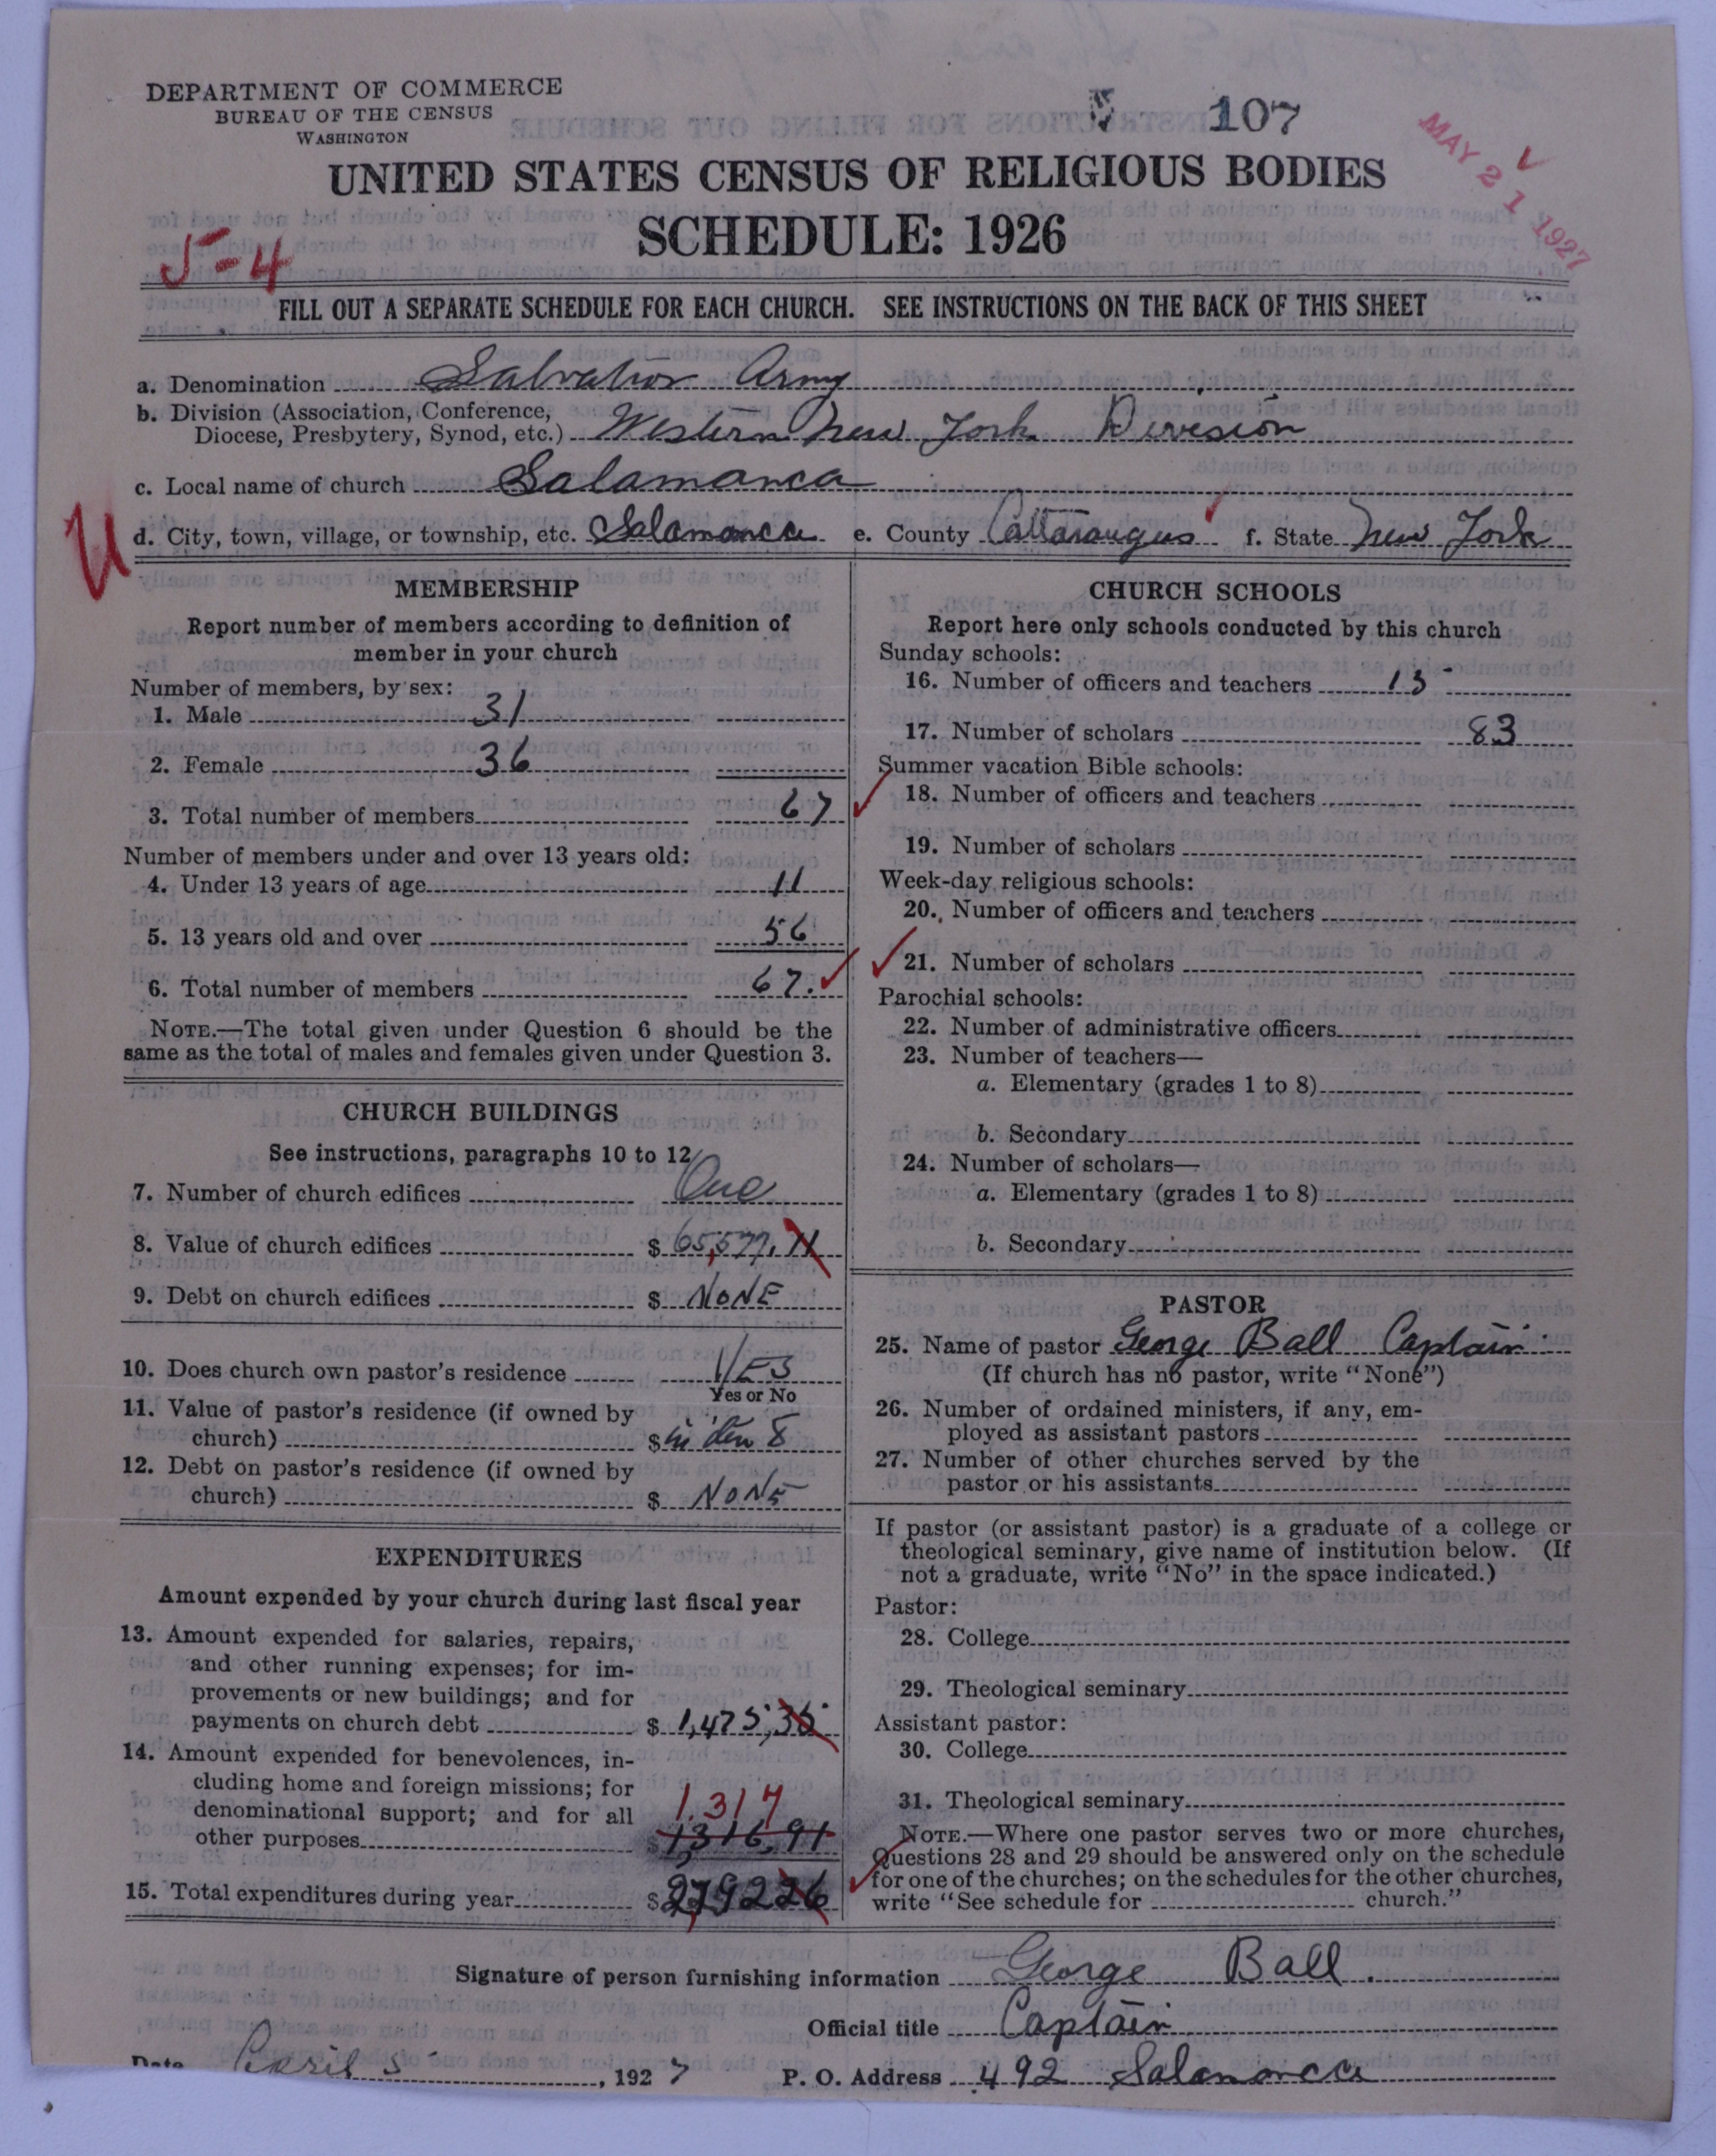 DEPARTMENT OF COMMERCE
BUREAU OF THE CENSUS
WASHINGTON
107
MAY 21 1927
UNITED STATES CENSUS OF RELIGIOUS BODIES
SCHEDULE: 1926
5-4
FILL OUT A SEPARATE SCHEDULE FOR EACH CHURCH. SEE INSTRUCTIONS ON THE BACK OF THIS SHEET
a. Denomination Salvation Army
b. Division (Association, Conference,
Diocese, Presbytery, Synod, etc.) Western New York Division
c. Local name of church Salamanca
U
d. City, town, village, or township, etc. Salamanca e. County Cattaraugus f. State New York
MEMBERSHIP
Report number of members according to definition of
member in your church
Number of members, by sex:
1. Male 31
2. Female 36
3. Total number of members 67
Number of members under and over 13 years old:
4. Under 13 years of age 11
5. 13 years old and over 56
6. Total number of members 67.
NOTE.—The total given under Question 6 should be the
same as the total of males and females given under Question 3.
CHURCH BUILDINGS
See instructions, paragraphs 10 to 12
7. Number of church edifices One
8. Value of church edifices $ 65,577.71
9. Debt on church edifices $ NONE
10. Does church own pastor's residence YES
Yes or No
11. Value of pastor's residence (if owned by
church) $ in item 8
12. Debt on pastor's residence (if owned by
church) $ NONE
EXPENDITURES
Amount expended by your church during last fiscal year
13. Amount expended for salaries, repairs,
and other running expenses; for im-
provements or new buildings; and for
payments on church debt $ 1,475,35
14. Amount expended for benevolences, in-
cluding home and foreign missions; for
denominational support; and for all
1,317
other purposes $ 1316.91
15. Total expenditures during year $ 2,79226
CHURCH SCHOOLS
Report here only schools conducted by this church
Sunday schools:
16. Number of officers and teachers 13
17. Number of scholars 83
Summer vacation Bible schools:
18. Number of officers and teachers
19. Number of scholars
Week-day religious schools:
20. Number of officers and teachers
21. Number of scholars
Parochial schools:
22. Number of administrative officers
23. Number of teachers—
a. Elementary (grades 1 to 8)
b. Secondary
24. Number of scholars—
a. Elementary (grades 1 to 8)
b. Secondary
PASTOR
25. Name of pastor George Ball Captain
(If church has no pastor, write "None")
26. Number of ordained ministers, if any, em-
ployed as assistant pastors
27. Number of other churches served by the
pastor or his assistants
If pastor (or assistant pastor) is a graduate of a college or
theological seminary, give name of institution below. (If
not a graduate, write "No" in the space indicated.)
Pastor:
28. College
29. Theological seminary
Assistant pastor:
30. College
31. Theological seminary
NOTE.—Where one pastor serves two or more churches,
Questions 28 and 29 should be answered only on the schedule
for one of the churches; on the schedules for the other churches,
write "See schedule for church."
Signature of person furnishing information George Ball.
Official title Captain
Date April 5, 1927 P. O. Address 492 Salamanca